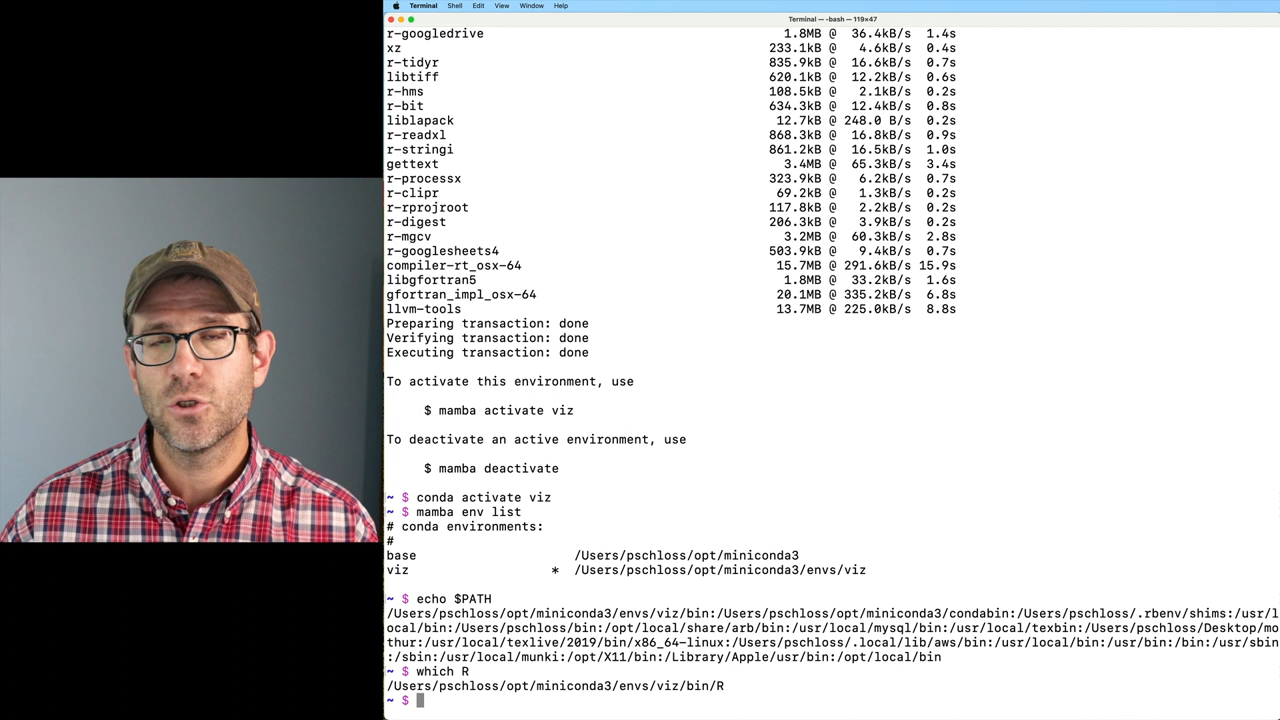 Terminal Shell Edit View Window Help
Terminal — -bash — 119×47
r-googledrive 1.8MB @ 36.4kB/s 1.4s
xz 233.1kB @ 4.6kB/s 0.4s
r-tidyr 835.9kB @ 16.6kB/s 0.7s
libtiff 620.1kB @ 12.2kB/s 0.6s
r-hms 108.5kB @ 2.1kB/s 0.2s
r-bit 634.3kB @ 12.4kB/s 0.8s
liblapack 12.7kB @ 248.0 B/s 0.2s
r-readxl 868.3kB @ 16.8kB/s 0.9s
r-stringi 861.2kB @ 16.5kB/s 1.0s
gettext 3.4MB @ 65.3kB/s 3.4s
r-processx 323.9kB @ 6.2kB/s 0.7s
r-clipr 69.2kB @ 1.3kB/s 0.2s
r-rprojroot 117.8kB @ 2.2kB/s 0.2s
r-digest 206.3kB @ 3.9kB/s 0.2s
r-mgcv 3.2MB @ 60.3kB/s 2.8s
r-googlesheets4 503.9kB @ 9.4kB/s 0.7s
compiler-rt_osx-64 15.7MB @ 291.6kB/s 15.9s
libgfortran5 1.8MB @ 33.2kB/s 1.6s
gfortran_impl_osx-64 20.1MB @ 335.2kB/s 6.8s
llvm-tools 13.7MB @ 225.0kB/s 8.8s
Preparing transaction: done
Verifying transaction: done
Executing transaction: done
To activate this environment, use
$ mamba activate viz
To deactivate an active environment, use
$ mamba deactivate
~ $ conda activate viz
~ $ mamba env list
# conda environments:
#
base /Users/pschloss/opt/miniconda3
viz * /Users/pschloss/opt/miniconda3/envs/viz
~ $ echo $PATH
/Users/pschloss/opt/miniconda3/envs/viz/bin:/Users/pschloss/opt/miniconda3/condabin:/Users/pschloss/.rbenv/shims:/usr/l
ocal/bin:/Users/pschloss/bin:/opt/local/share/arb/bin:/usr/local/mysql/bin:/usr/local/texbin:/Users/pschloss/Desktop/mo
thur:/usr/local/texlive/2019/bin/x86_64-linux:/Users/pschloss/.local/lib/aws/bin:/usr/local/bin:/usr/bin:/bin:/usr/sbin
:/sbin:/usr/local/munki:/opt/X11/bin:/Library/Apple/usr/bin:/opt/local/bin
~ $ which R
/Users/pschloss/opt/miniconda3/envs/viz/bin/R
~ $